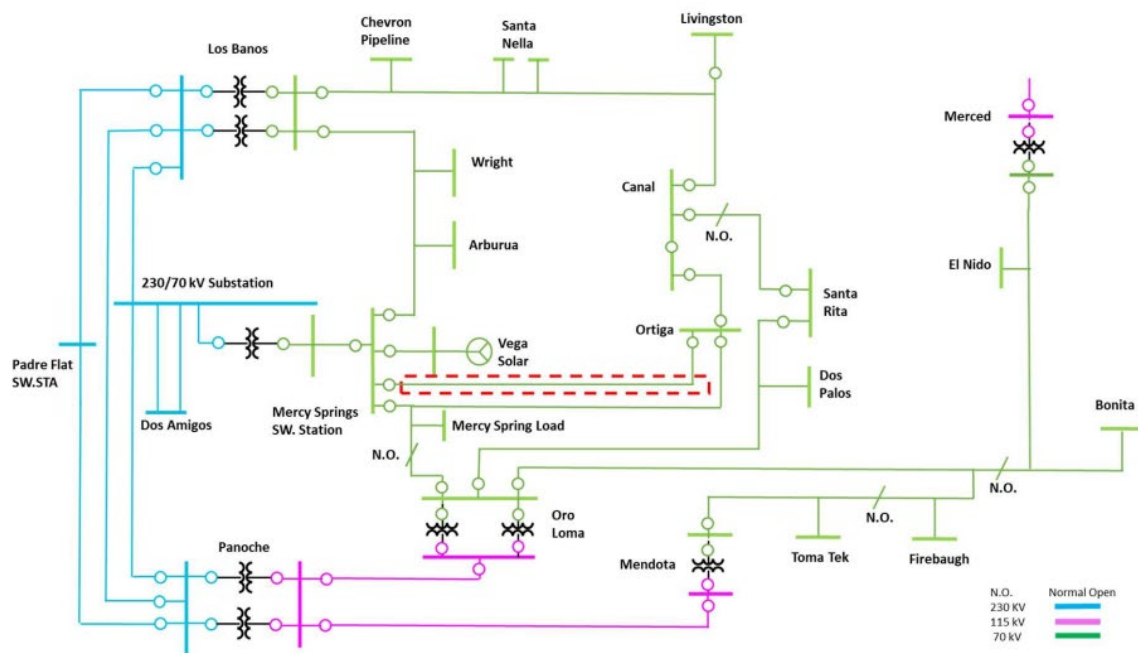 Chevron
Pipeline
Santa
Nella
Livingston
Los Banos
Merced
Wright
Canal
N.O.
Arburua
El Nido
Santa
Rita
230/70 kV Substation
Ortiga
Vega
Solar
Padre Flat
SW.STA
Dos
Palos
Mercy Springs
SW. Station
Dos Amigos
Mercy Spring Load
Bonita
N.O.
N.O.
Oro
Loma
N.O.
Panoche
Mendota
Toma Tek
Firebaugh
N.O.
Normal Open
230 KV
115 kV
70 kV